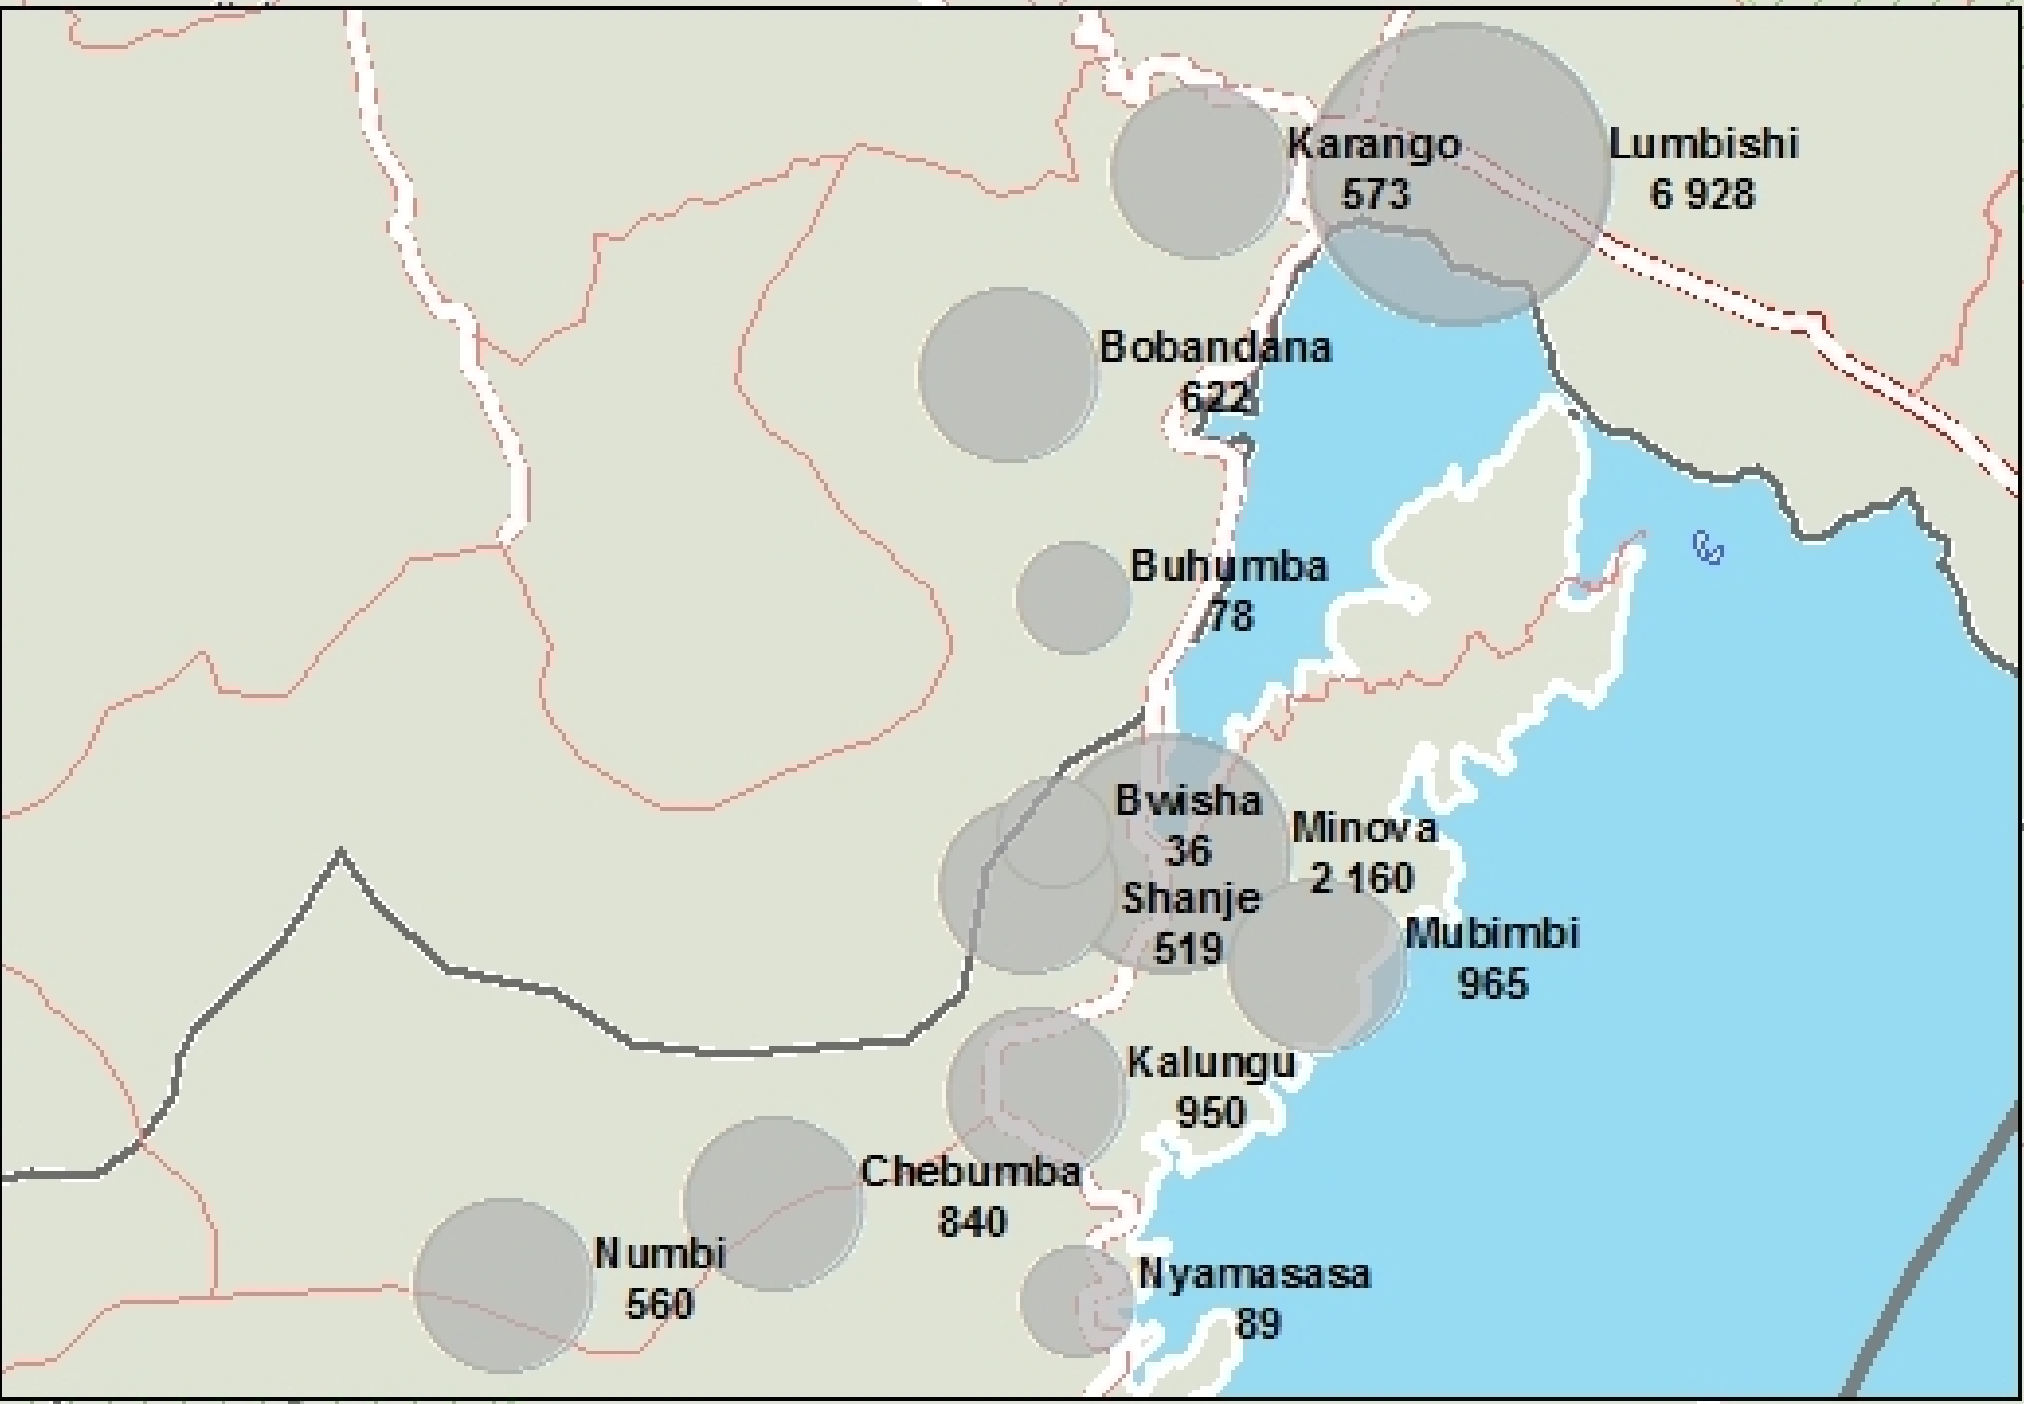 Karango
573
Lumbishi
6 928
Bobandana
622
Buhumba
78
Bwisha
36
Minova
2 160
Shanje
519
Mubimbi
965
Kalungu
950
Chebumba
840
Numbi
560
Nyamasasa
89